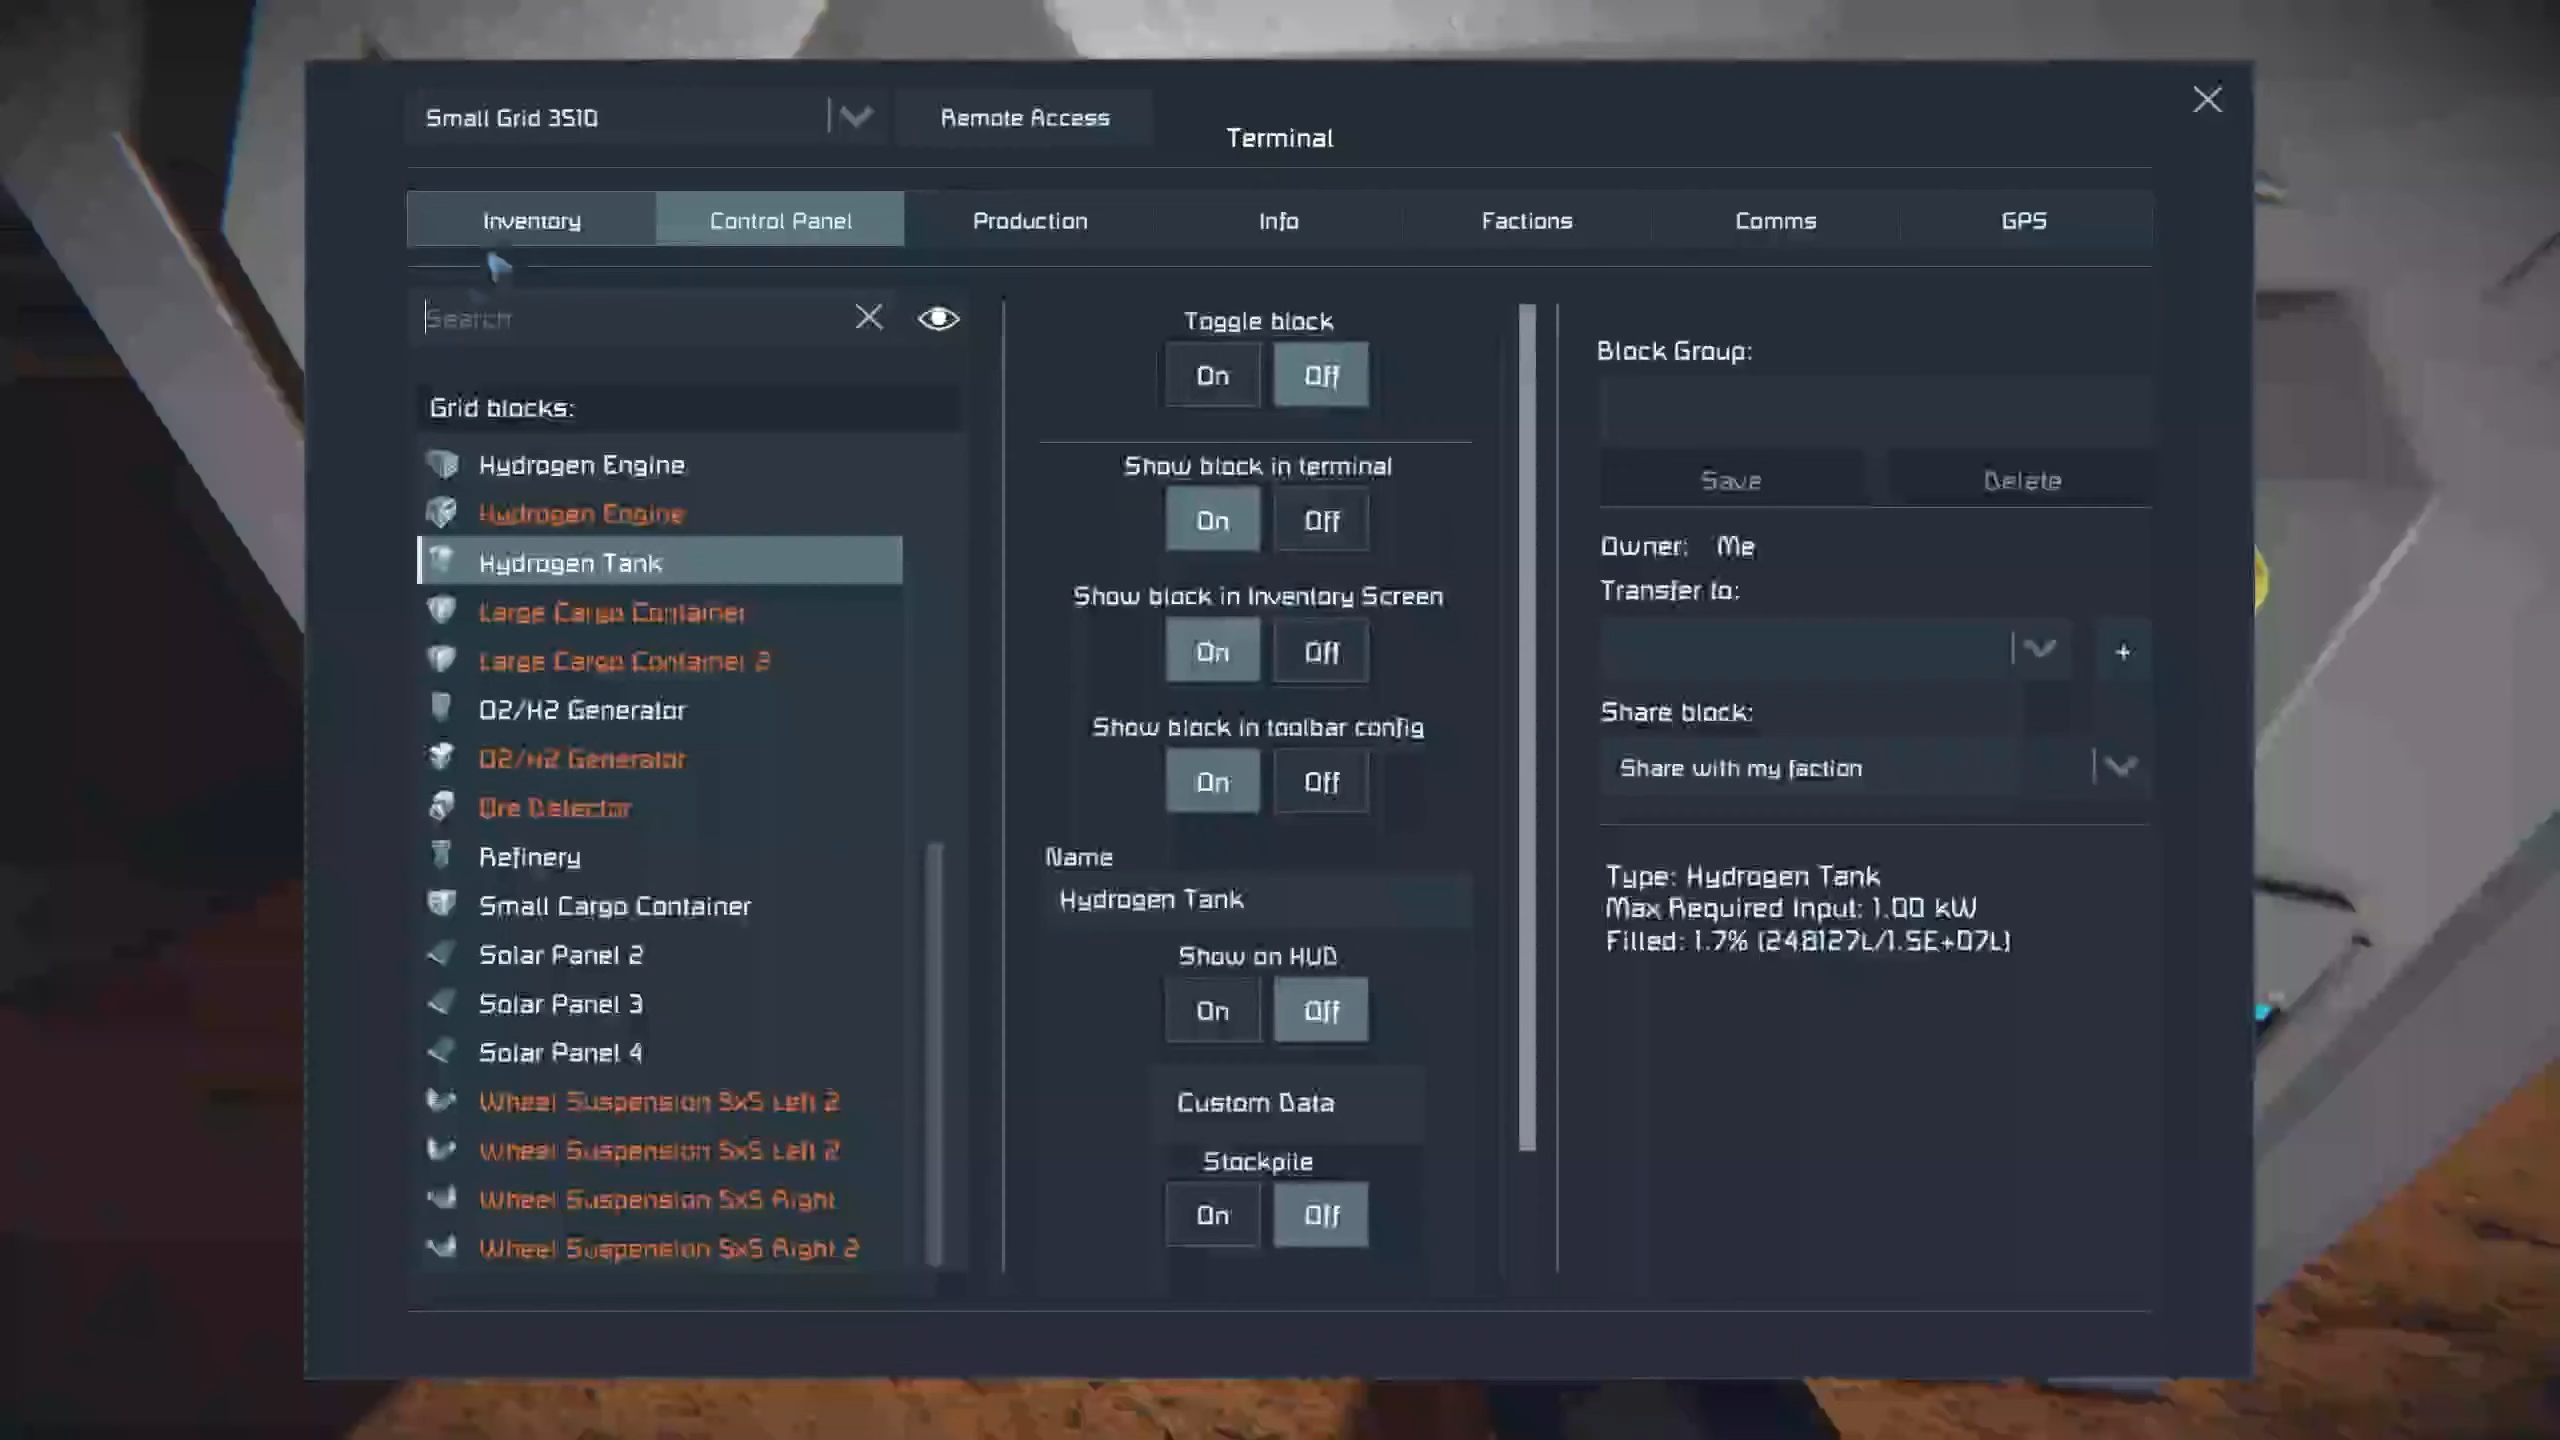 Small Grid 3510
Remote Access
Terminal
Inventory
Control Panel
Production
Info
Factions
Comms
GPS
Search
Grid blocks:
Hydrogen Engine
Hydrogen Engine
Hydrogen Tank
Large Cargo Container
Large Cargo Container 2
O2/H2 Generator
O2/H2 Generator
Ore Detector
Refinery
Small Cargo Container
Solar Panel 2
Solar Panel 3
Solar Panel 4
Wheel Suspension 5x5 Left 2
Wheel Suspension 5x5 Left 2
Wheel Suspension 5x5 Right
Wheel Suspension 5x5 Right 2
Toggle block
On Off
Show block in terminal
On Off
Show block in Inventory Screen
On Off
Show block in toolbar config
On Off
Name
Hydrogen Tank
Show on HUD
On Off
Custom Data
Stockpile
On Off
Block Group:
Save
Delete
Owner: Me
Transfer to:
+
Share block:
Share with my faction
Type: Hydrogen Tank
Max Required Input: 1.00 kW
Filled: 1.7% (248127L/1.5E+07L)